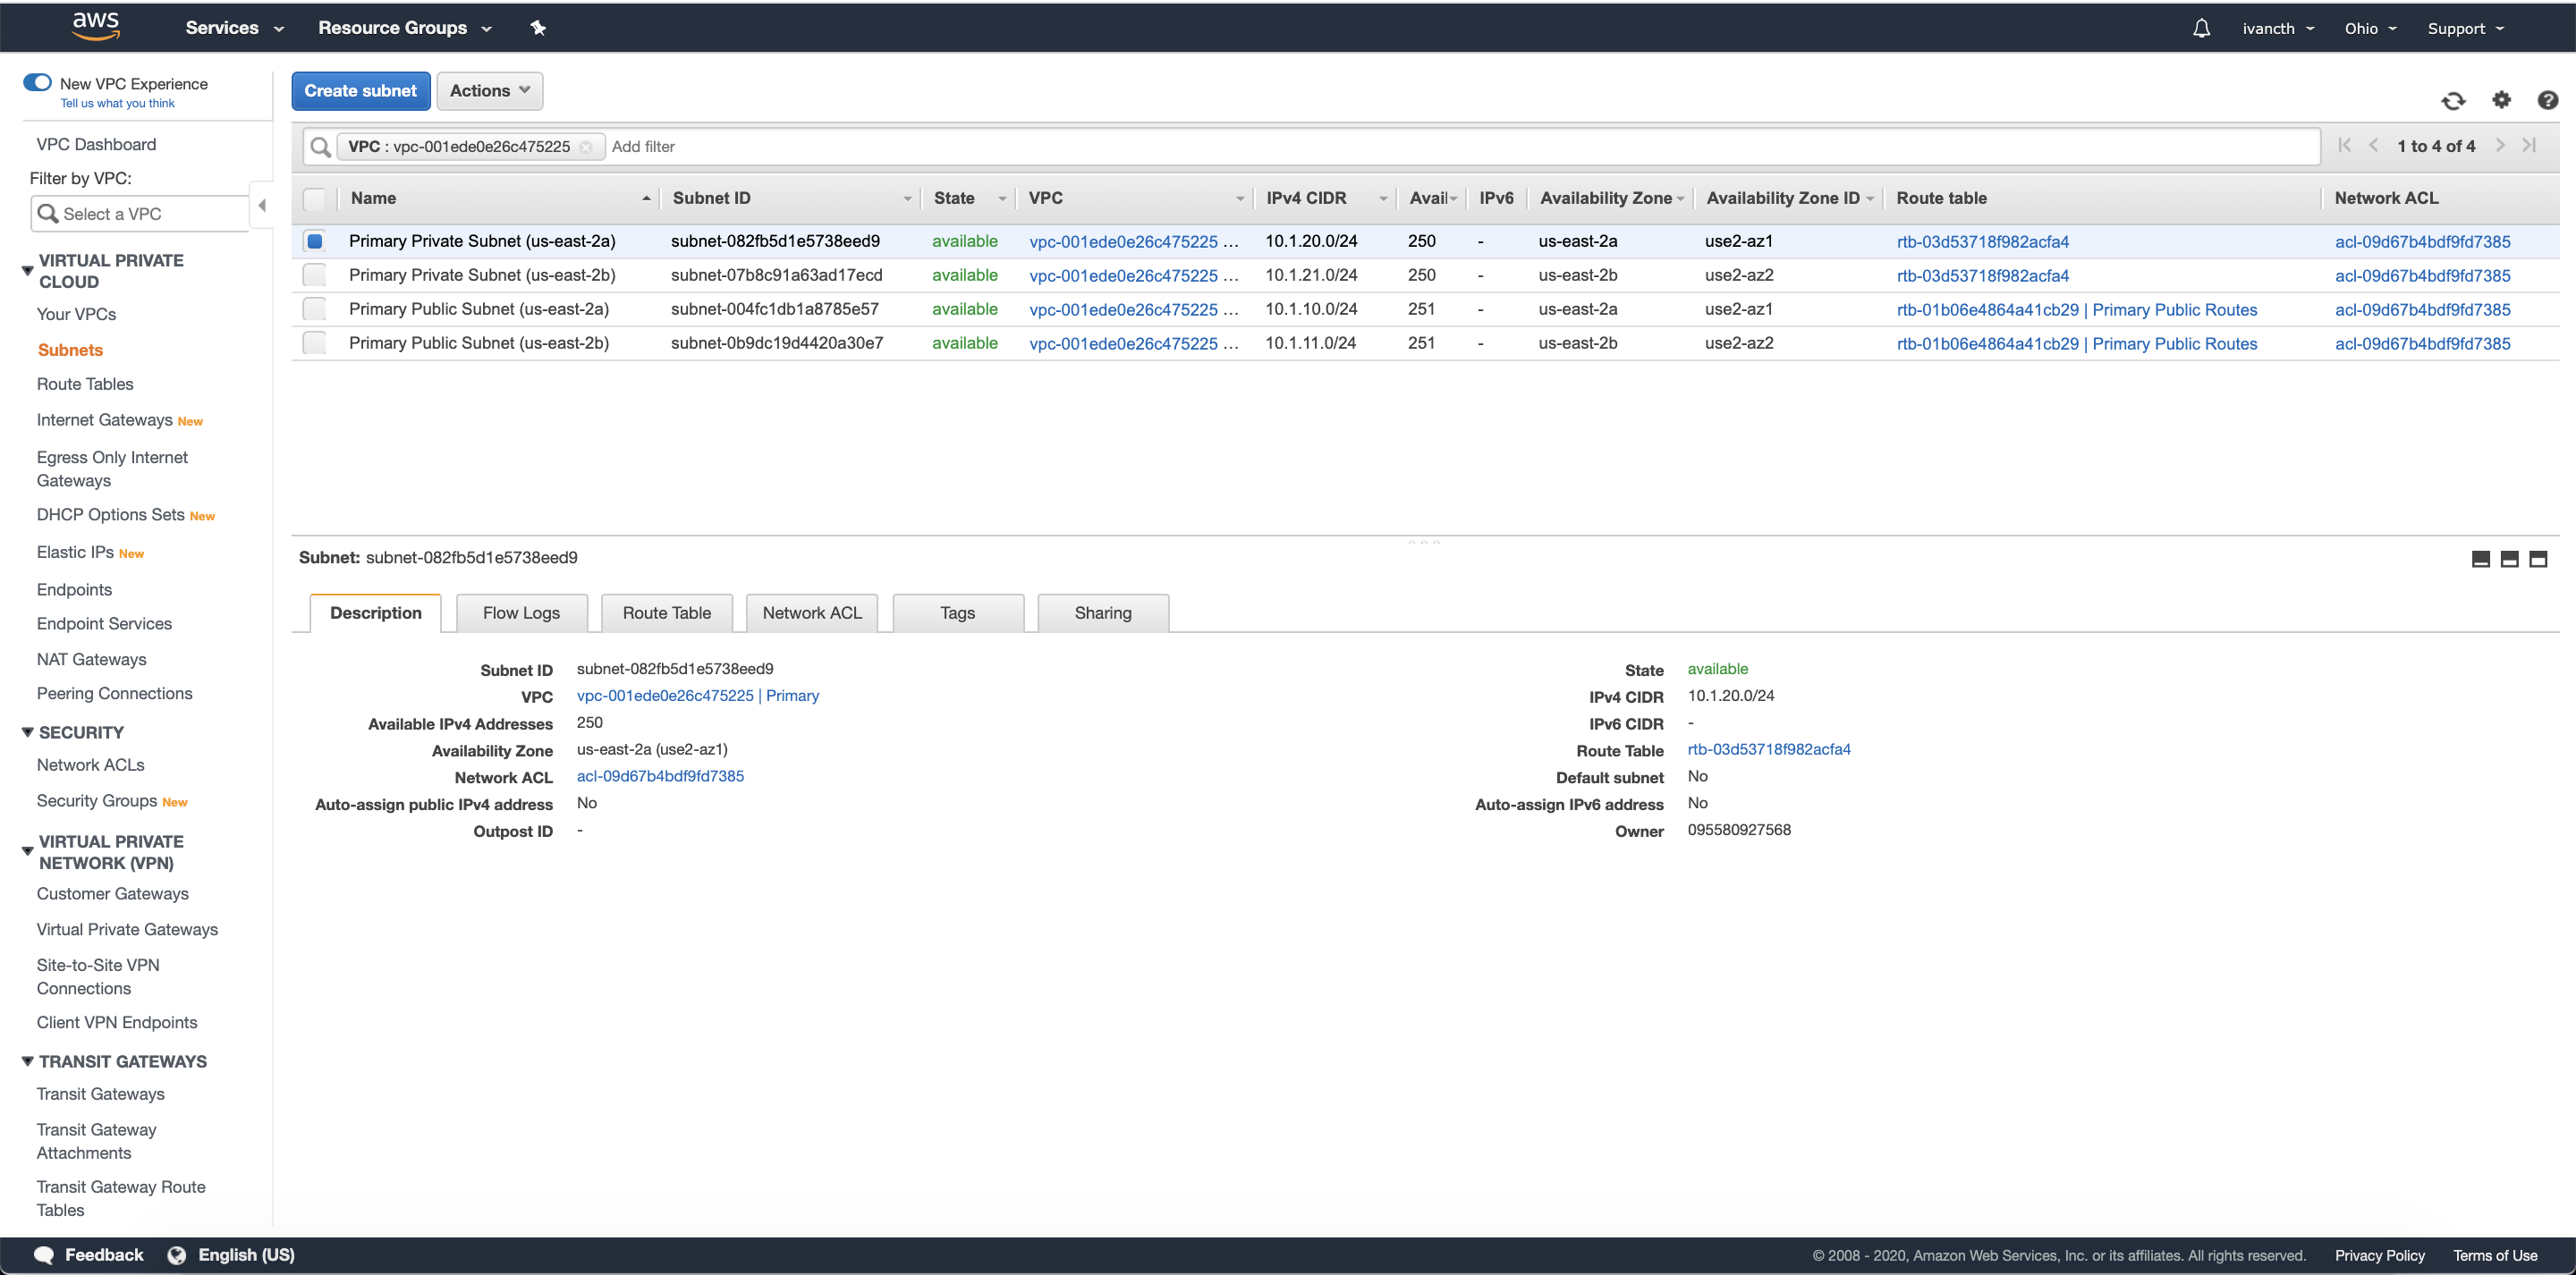 aws Services Resource Groups ivancth Ohio Support
New VPC Experience
Tell us what you think
VPC Dashboard
Filter by VPC:
Select a VPC
VIRTUAL PRIVATE
CLOUD
Your VPCs
Subnets
Route Tables
Internet Gateways New
Egress Only Internet
Gateways
DHCP Options Sets New
Elastic IPs New
Endpoints
Endpoint Services
NAT Gateways
Peering Connections
SECURITY
Network ACLs
Security Groups New
VIRTUAL PRIVATE
NETWORK (VPN)
Customer Gateways
Virtual Private Gateways
Site-to-Site VPN
Connections
Client VPN Endpoints
TRANSIT GATEWAYS
Transit Gateways
Transit Gateway
Attachments
Transit Gateway Route
Tables
Create subnet Actions
VPC : vpc-001ede0e26c475225 Add filter 1 to 4 of 4
Name Subnet ID State VPC IPv4 CIDR Avail IPv6 Availability Zone Availability Zone ID Route table Network ACL
Primary Private Subnet (us-east-2a) subnet-082fb5d1e5738eed9 available vpc-001ede0e26c475225 ... 10.1.20.0/24 250 - us-east-2a use2-az1 rtb-03d53718f982acfa4 acl-09d67b4bdf9fd7385
Primary Private Subnet (us-east-2b) subnet-07b8c91a63ad17ecd available vpc-001ede0e26c475225 ... 10.1.21.0/24 250 - us-east-2b use2-az2 rtb-03d53718f982acfa4 acl-09d67b4bdf9fd7385
Primary Public Subnet (us-east-2a) subnet-004fc1db1a8785e57 available vpc-001ede0e26c475225 ... 10.1.10.0/24 251 - us-east-2a use2-az1 rtb-01b06e4864a41cb29 | Primary Public Routes acl-09d67b4bdf9fd7385
Primary Public Subnet (us-east-2b) subnet-0b9dc19d4420a30e7 available vpc-001ede0e26c475225 ... 10.1.11.0/24 251 - us-east-2b use2-az2 rtb-01b06e4864a41cb29 | Primary Public Routes acl-09d67b4bdf9fd7385
Subnet: subnet-082fb5d1e5738eed9
Description Flow Logs Route Table Network ACL Tags Sharing
Subnet ID subnet-082fb5d1e5738eed9 State available
VPC vpc-001ede0e26c475225 | Primary IPv4 CIDR 10.1.20.0/24
Available IPv4 Addresses 250 IPv6 CIDR -
Availability Zone us-east-2a (use2-az1) Route Table rtb-03d53718f982acfa4
Network ACL acl-09d67b4bdf9fd7385 Default subnet No
Auto-assign public IPv4 address No Auto-assign IPv6 address No
Outpost ID - Owner 095580927568
Feedback English (US) © 2008 - 2020, Amazon Web Services, Inc. or its affiliates. All rights reserved. Privacy Policy Terms of Use